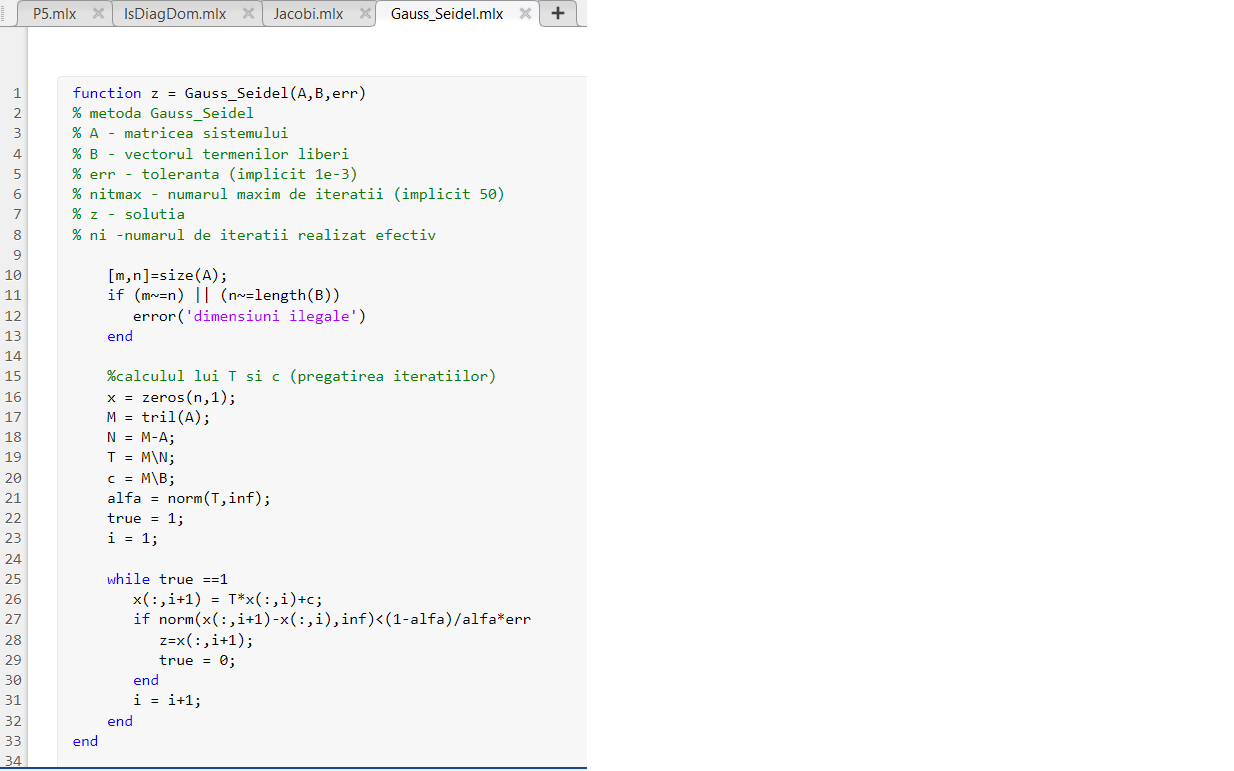 P5.mlx IsDiagDom.mlx Jacobi.mlx Gauss_Seidel.mlx +
1 function z = Gauss_Seidel(A,B,err)
2 % metoda Gauss_Seidel
3 % A - matricea sistemului
4 % B - vectorul termenilor liberi
5 % err - toleranta (implicit 1e-3)
6 % nitmax - numarul maxim de iteratii (implicit 50)
7 % z - solutia
8 % ni -numarul de iteratii realizat efectiv
9
10 [m,n]=size(A);
11 if (m~=n) || (n~=length(B))
12 error('dimensiuni ilegale')
13 end
14
15 %calculul lui T si c (pregatirea iteratiilor)
16 x = zeros(n,1);
17 M = tril(A);
18 N = M-A;
19 T = M\N;
20 c = M\B;
21 alfa = norm(T,inf);
22 true = 1;
23 i = 1;
24
25 while true ==1
26 x(:,i+1) = T*x(:,i)+c;
27 if norm(x(:,i+1)-x(:,i),inf)<(1-alfa)/alfa*err
28 z=x(:,i+1);
29 true = 0;
30 end
31 i = i+1;
32 end
33 end
34